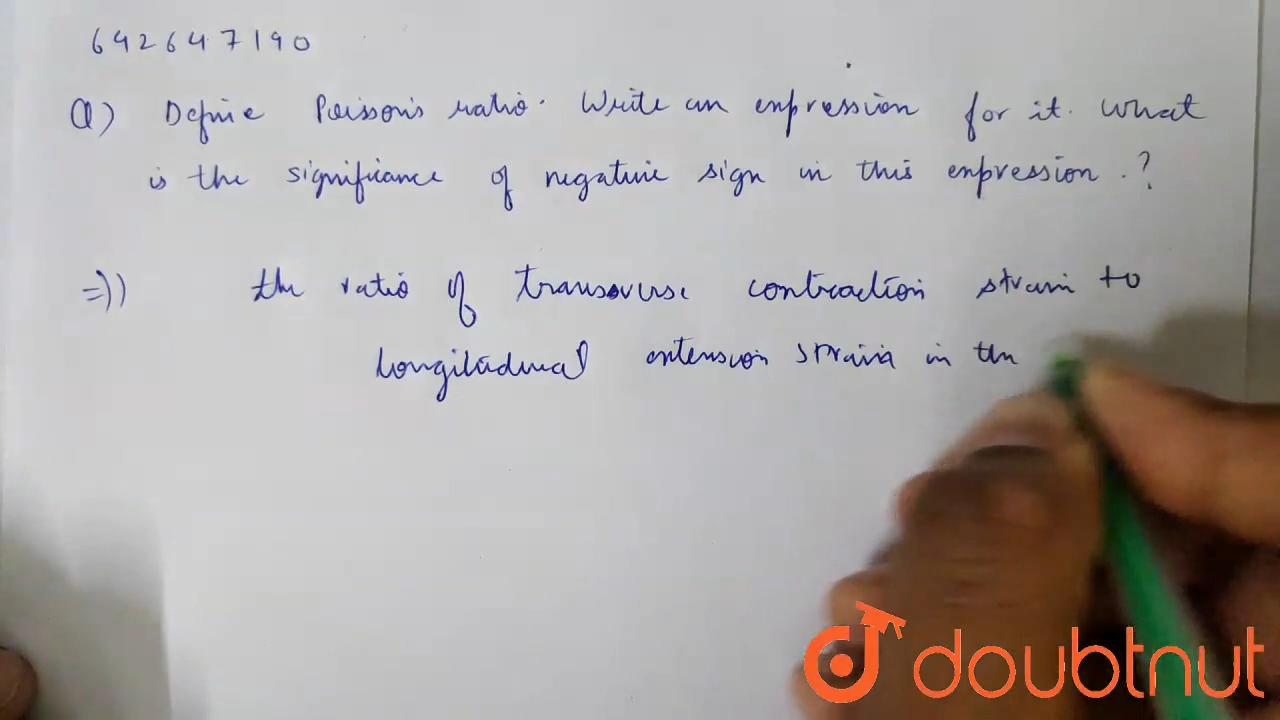 642647190
Q) Define Poisson's ratio. Write an expression for it. What
is the significance of negative sign in this expression.?
=)) the ratio of transverse contraction strain to
longitudinal extension strain in the
doubtnut